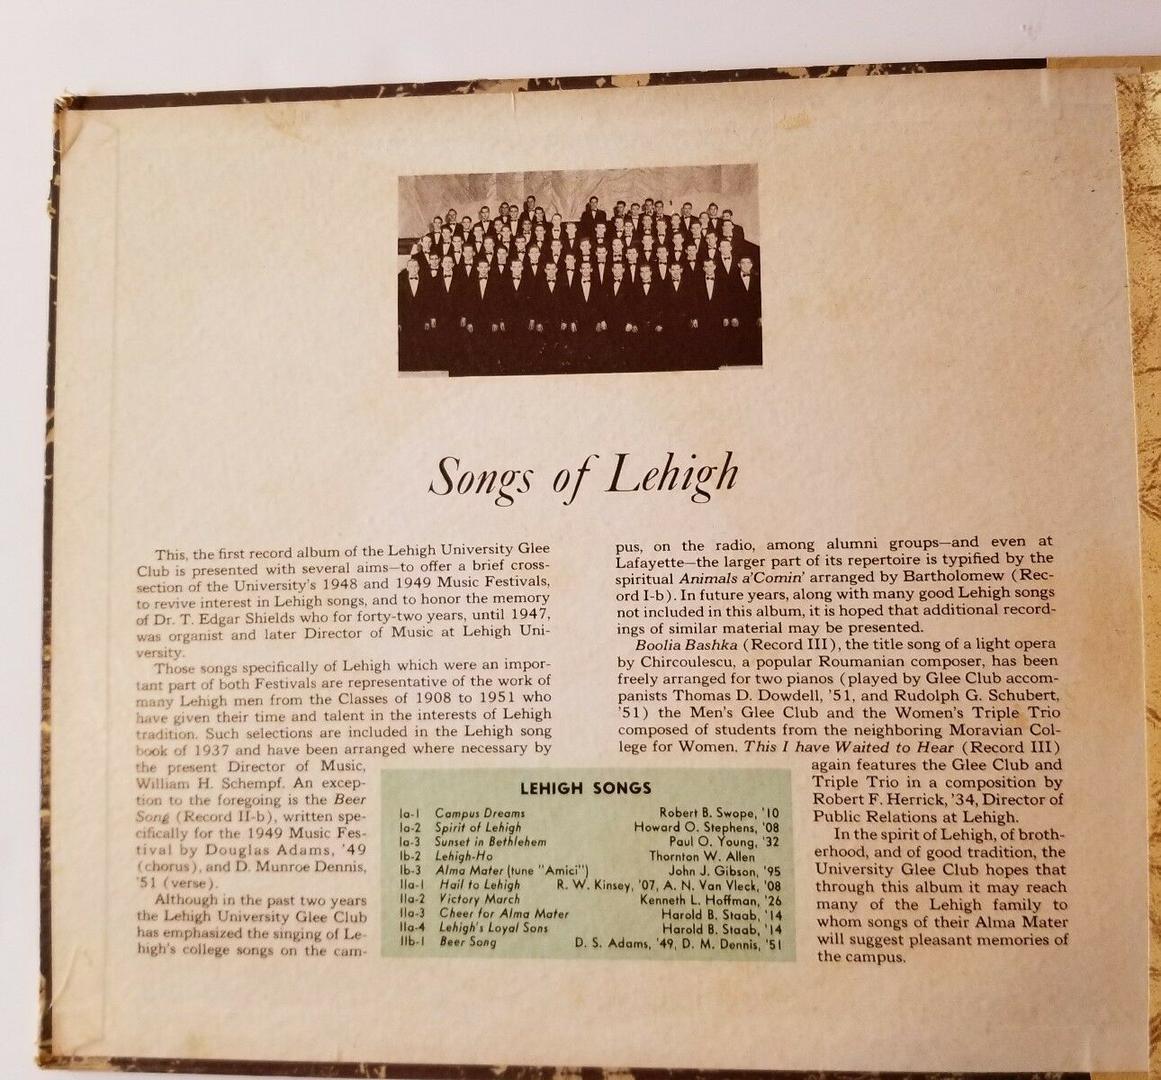 Songs of Lehigh
This, the first record album of the Lehigh University Glee
Club is presented with several aims—to offer a brief cross-
section of the University's 1948 and 1949 Music Festivals,
to revive interest in Lehigh songs, and to honor the memory
of Dr. T. Edgar Shields who for forty-two years, until 1947,
was organist and later Director of Music at Lehigh Uni-
versity.
Those songs specifically of Lehigh which were an impor-
tant part of both Festivals are representative of the work of
many Lehigh men from the Classes of 1908 to 1951 who
have given their time and talent in the interests of Lehigh
tradition. Such selections are included in the Lehigh song
book of 1937 and have been arranged where necessary by
the present Director of Music,
William H. Schempf. An excep-
tion to the foregoing is the Beer
Song (Record II-b), written spe-
cifically for the 1949 Music Fes-
tival by Douglas Adams, '49
(chorus), and D. Munroe Dennis,
'51 (verse).
Although in the past two years
the Lehigh University Glee Club
has emphasized the singing of Le-
high's college songs on the cam-
pus, on the radio, among alumni groups—and even at
Lafayette—the larger part of its repertoire is typified by the
spiritual Animals a'Comin' arranged by Bartholomew (Rec-
ord I-b). In future years, along with many good Lehigh songs
not included in this album, it is hoped that additional record-
ings of similar material may be presented.
Boolia Bashka (Record III), the title song of a light opera
by Chircoulescu, a popular Roumanian composer, has been
freely arranged for two pianos (played by Glee Club accom-
panists Thomas D. Dowdell, '51, and Rudolph G. Schubert,
'51) the Men's Glee Club and the Women's Triple Trio
composed of students from the neighboring Moravian Col-
lege for Women. This I have Waited to Hear (Record III)
again features the Glee Club and
Triple Trio in a composition by
Robert F. Herrick, '34, Director of
Public Relations at Lehigh.
In the spirit of Lehigh, of broth-
erhood, and of good tradition, the
University Glee Club hopes that
through this album it may reach
many of the Lehigh family to
whom songs of their Alma Mater
will suggest pleasant memories of
the campus.
LEHIGH SONGS
Ia-1 Campus Dreams Robert B. Swope, '10
Ia-2 Spirit of Lehigh Howard O. Stephens, '08
Ia-3 Sunset in Bethlehem Paul O. Young, '32
Ib-2 Lehigh-Ho Thornton W. Allen
Ib-3 Alma Mater (tune "Amici") John J. Gibson, '95
IIa-1 Hail to Lehigh R. W. Kinsey, '07, A. N. Van Vleck, '08
IIa-2 Victory March Kenneth L. Hoffman, '26
IIa-3 Cheer for Alma Mater Harold B. Staab, '14
IIa-4 Lehigh's Loyal Sons Harold B. Staab, '14
IIb-1 Beer Song D. S. Adams, '49, D. M. Dennis, '51